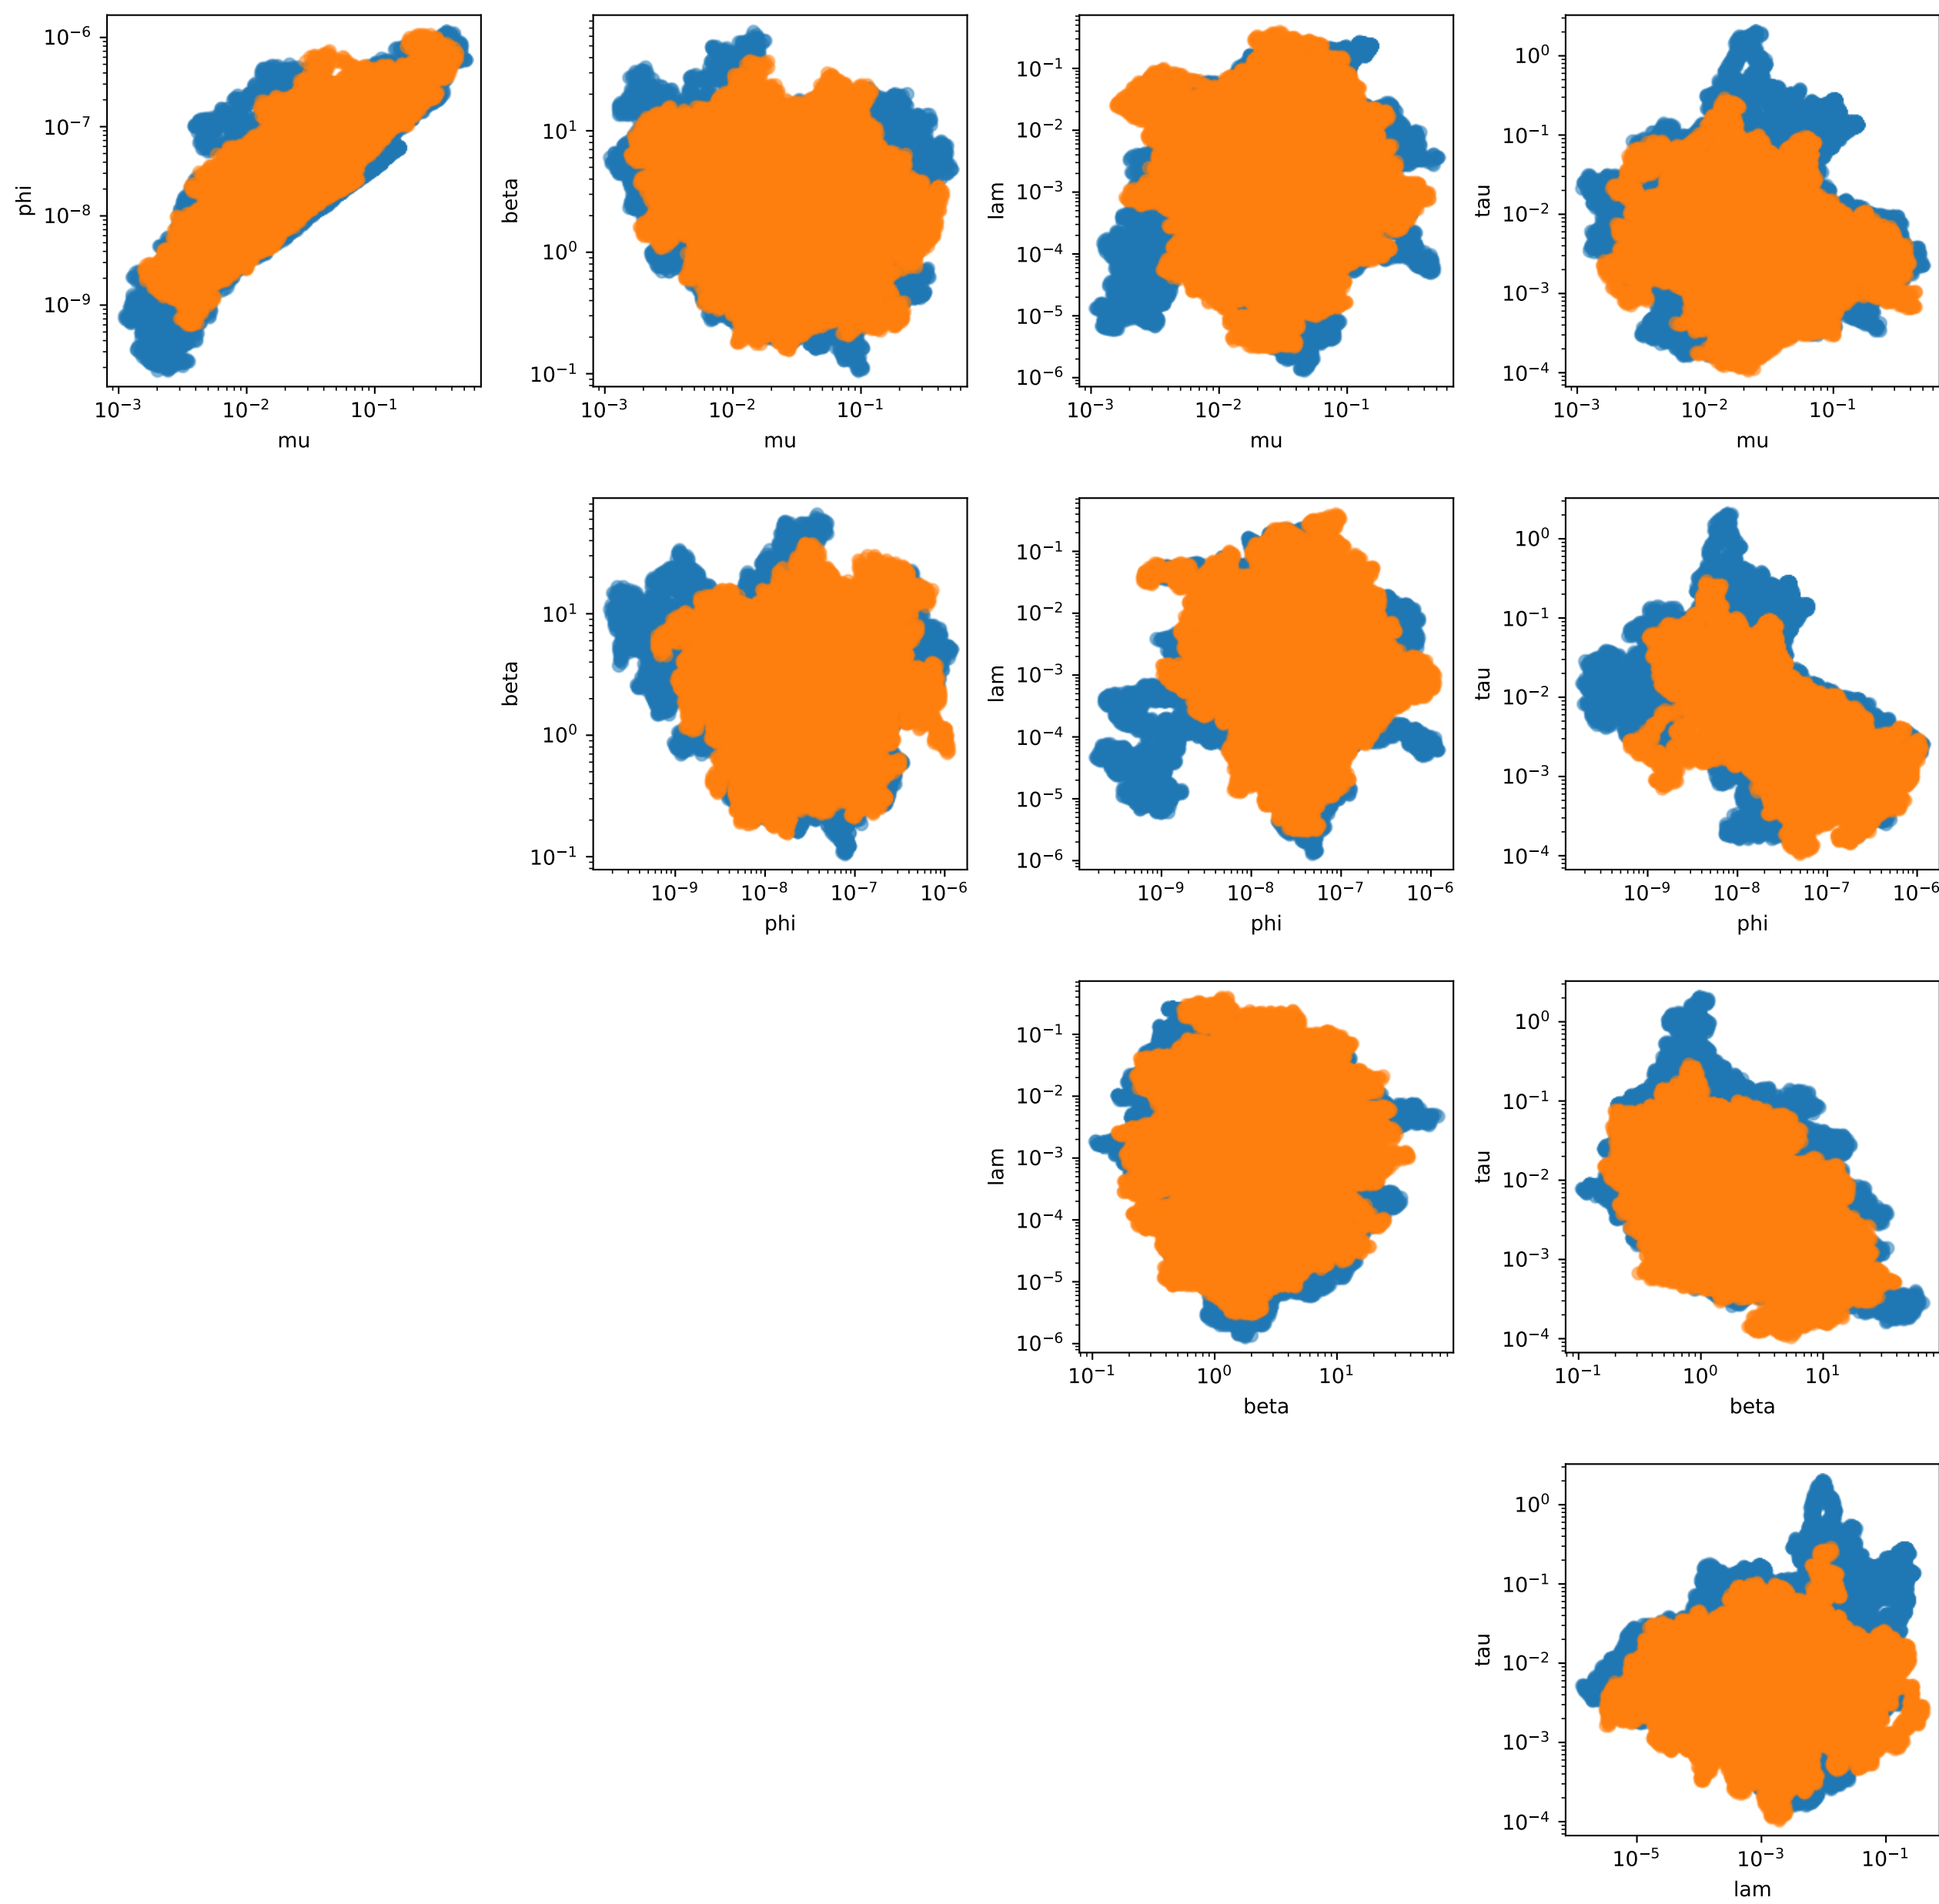 10⁻⁶
10⁻⁷
10⁻⁸
10⁻⁹
phi
10⁻³ 10⁻² 10⁻¹
mu
10¹
10⁰
10⁻¹
beta
10⁻³ 10⁻² 10⁻¹
mu
10⁻¹
10⁻²
10⁻³
10⁻⁴
10⁻⁵
10⁻⁶
lam
10⁻³ 10⁻² 10⁻¹
mu
10⁰
10⁻¹
10⁻²
10⁻³
10⁻⁴
tau
10⁻³ 10⁻² 10⁻¹
mu
10¹
10⁰
10⁻¹
beta
10⁻⁹ 10⁻⁸ 10⁻⁷ 10⁻⁶
phi
10⁻¹
10⁻²
10⁻³
10⁻⁴
10⁻⁵
10⁻⁶
lam
10⁻⁹ 10⁻⁸ 10⁻⁷ 10⁻⁶
phi
10⁰
10⁻¹
10⁻²
10⁻³
10⁻⁴
tau
10⁻⁹ 10⁻⁸ 10⁻⁷ 10⁻⁶
phi
10⁻¹
10⁻²
10⁻³
10⁻⁴
10⁻⁵
10⁻⁶
lam
10⁻¹ 10⁰ 10¹
beta
10⁰
10⁻¹
10⁻²
10⁻³
10⁻⁴
tau
10⁻¹ 10⁰ 10¹
beta
10⁰
10⁻¹
10⁻²
10⁻³
10⁻⁴
tau
10⁻⁵ 10⁻³ 10⁻¹
lam